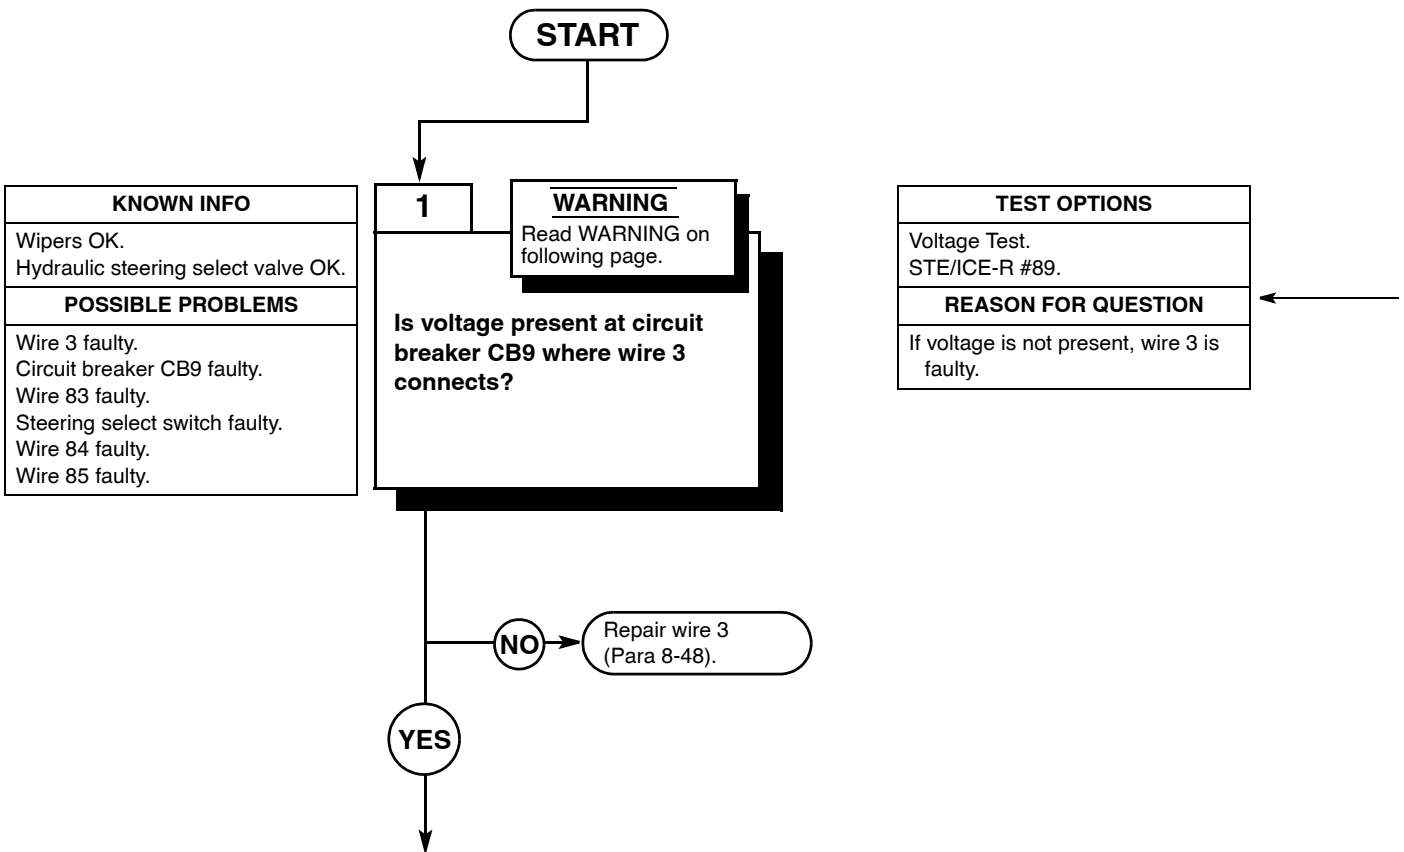 START
KNOWN INFO
Wipers OK.
Hydraulic steering select valve OK.
POSSIBLE PROBLEMS
Wire 3 faulty.
Circuit breaker CB9 faulty.
Wire 83 faulty.
Steering select switch faulty.
Wire 84 faulty.
Wire 85 faulty.
1
WARNING
Read WARNING on
following page.
Is voltage present at circuit
breaker CB9 where wire 3
connects?
TEST OPTIONS
Voltage Test.
STE/ICE-R #89.
REASON FOR QUESTION
If voltage is not present, wire 3 is
faulty.
NO
Repair wire 3
(Para 8-48).
YES